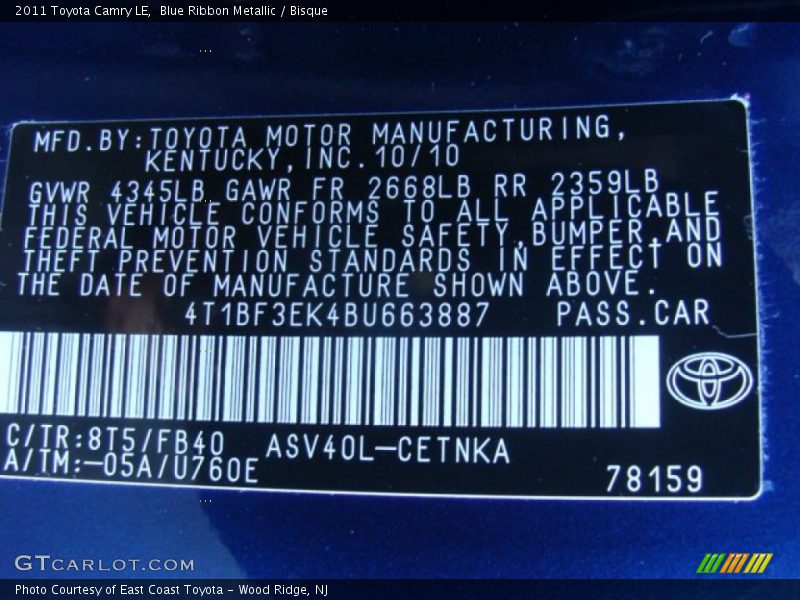 2011 Toyota Camry LE,  Blue Ribbon Metallic / Bisque
MFD.BY:TOYOTA MOTOR MANUFACTURING,
KENTUCKY,INC.10/10
GVWR 4345LB GAWR FR 2668LB RR 2359LB
THIS VEHICLE CONFORMS TO ALL APPLICABLE
FEDERAL MOTOR VEHICLE SAFETY,BUMPER,AND
THEFT PREVENTION STANDARDS IN EFFECT ON
THE DATE OF MANUFACTURE SHOWN ABOVE.
4T1BF3EK4BU663887 PASS.CAR
C/TR:8T5/FB40 ASV40L-CETNKA
A/TM:-05A/U760E
78159
GTCARLOT.COM
Photo Courtesy of East Coast Toyota - Wood Ridge, NJ